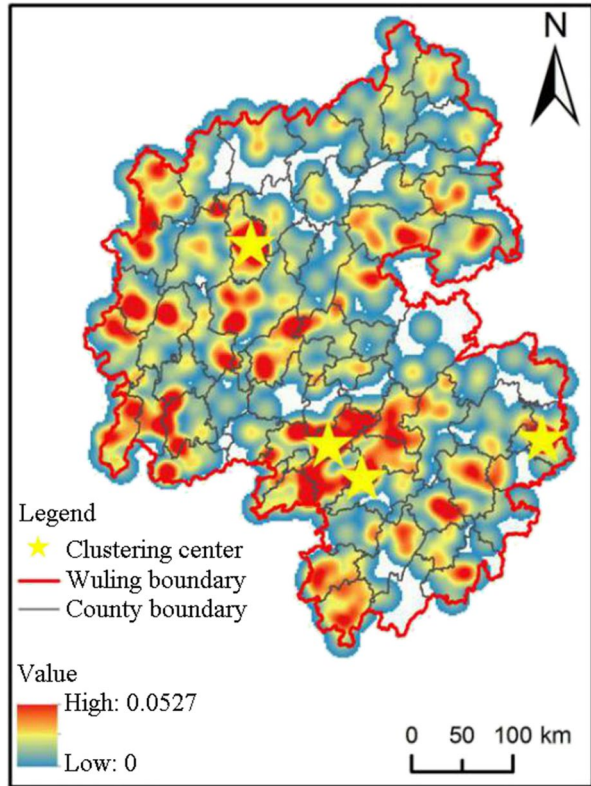 N
Legend
Clustering center
Wuling boundary
County boundary
Value
High: 0.0527
Low: 0
0 50 100 km